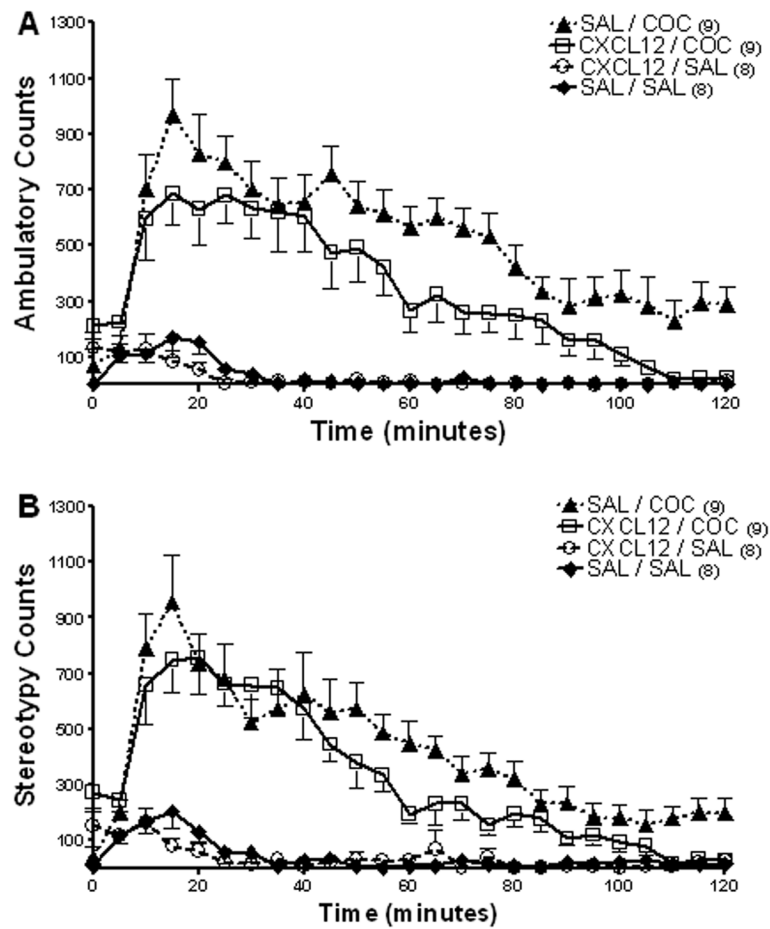 A
1300
1100
900
700
500
300
100
Ambulatory Counts
SAL / COC (9)
CXCL12 / COC (9)
CXCL12 / SAL (8)
SAL / SAL (8)
0 20 40 60 80 100 120
Time (minutes)
B
1300
1100
900
700
500
300
100
Stereotypy Counts
SAL / COC (9)
CXCL12 / COC (9)
CXCL12 / SAL (8)
SAL / SAL (8)
0 20 40 60 80 100 120
Time (minutes)